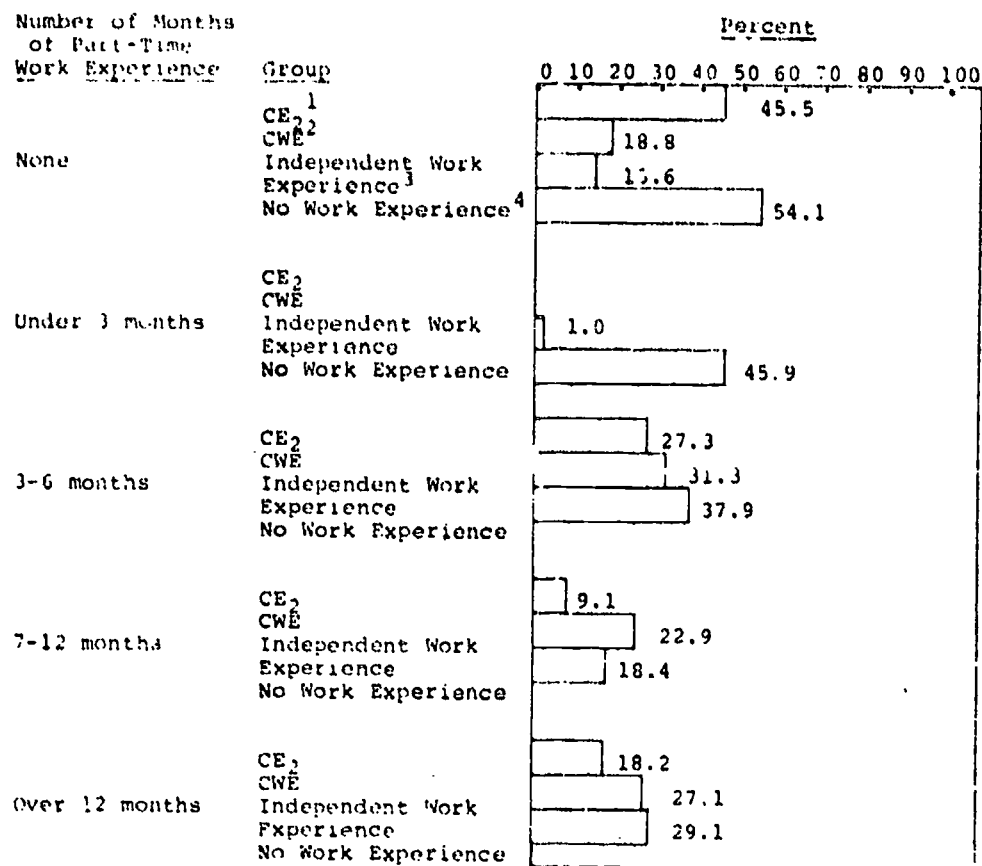 Number of Months
of Part-Time
Work Experience Group Percent
0 10 20 30 40 50 60 70 80 90 100
CE2 1 45.5
CWE 2 18.8
None Independent Work
Experience 3
No Work Experience 4 54.1
CE2
CWE
Under 3 months Independent Work 1.0
Experience
No Work Experience 45.9
CE2 27.3
CWE 31.3
3-6 months Independent Work
Experience 37.9
No Work Experience
CE2 9.1
CWE 22.9
7-12 months Independent Work
Experience 18.4
No Work Experience
CE2 18.2
CWE 27.1
Over 12 months Independent Work
Experience 29.1
No Work Experience